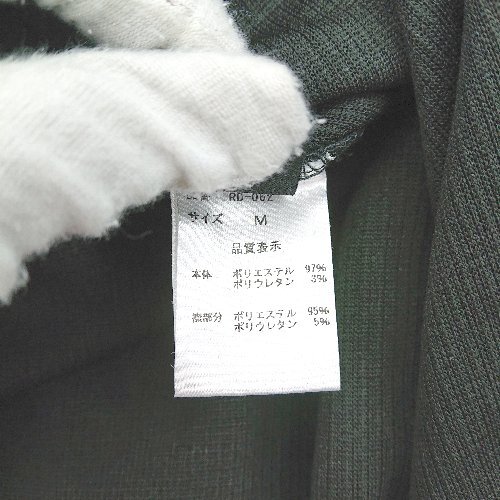 RD-062
サイズ M
品質表示
本体 ポリエステル 97%
ポリウレタン 3%
ポリエステル 95%
ポリウレタン 5%